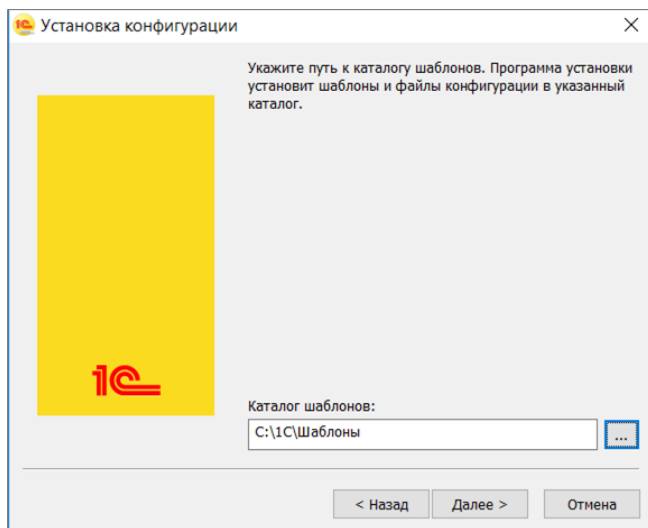 1С Установка конфигурации
Укажите путь к каталогу шаблонов. Программа установки
установит шаблоны и файлы конфигурации в указанный
каталог.
1С
Каталог шаблонов:
C:\1C\Шаблоны
...
< Назад Далее > Отмена